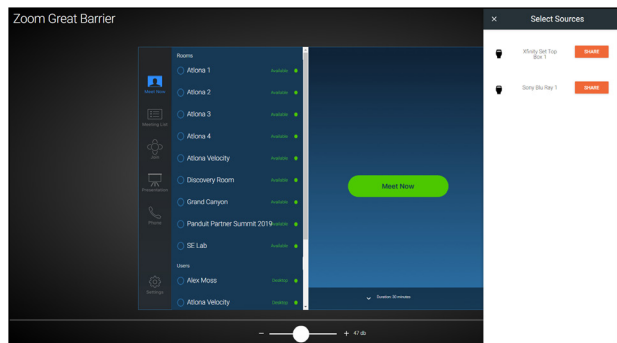 Zoom Great Barrier
× Select Sources
Xfinity Set Top
Box 1
SHARE
Sony Blu Ray 1
SHARE
Meet Now
Meeting List
Join
Presentation
Phone
Settings
Rooms
Atlona 1 Available
Atlona 2 Available
Atlona 3 Available
Atlona 4 Available
Atlona Velocity Available
Discovery Room Available
Grand Canyon Available
Panduit Partner Summit 2019 Available
SE Lab Available
Users
Alex Moss Desktop
Atlona Velocity Desktop
Meet Now
Duration: 30 minutes
− + 47 db